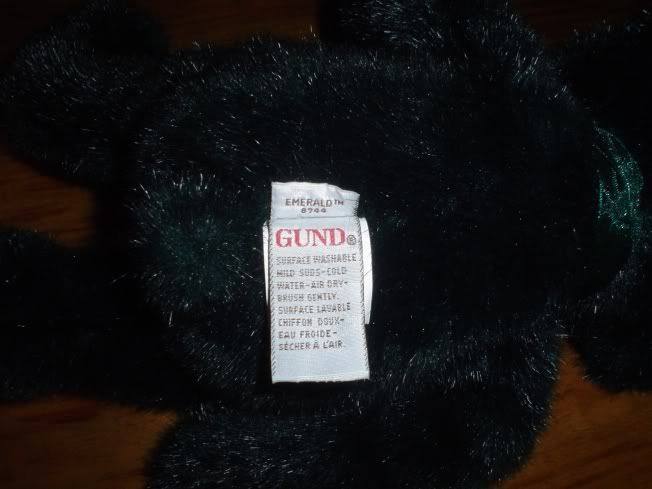 EMERALD™
8744
GUND®
SURFACE WASHABLE
MILD SUDS-COLD
WATER-AIR DRY-
BRUSH GENTLY.
SURFACE LAVABLE
CHIFFON DOUX-
EAU FROIDE-
SÉCHER À L'AIR.